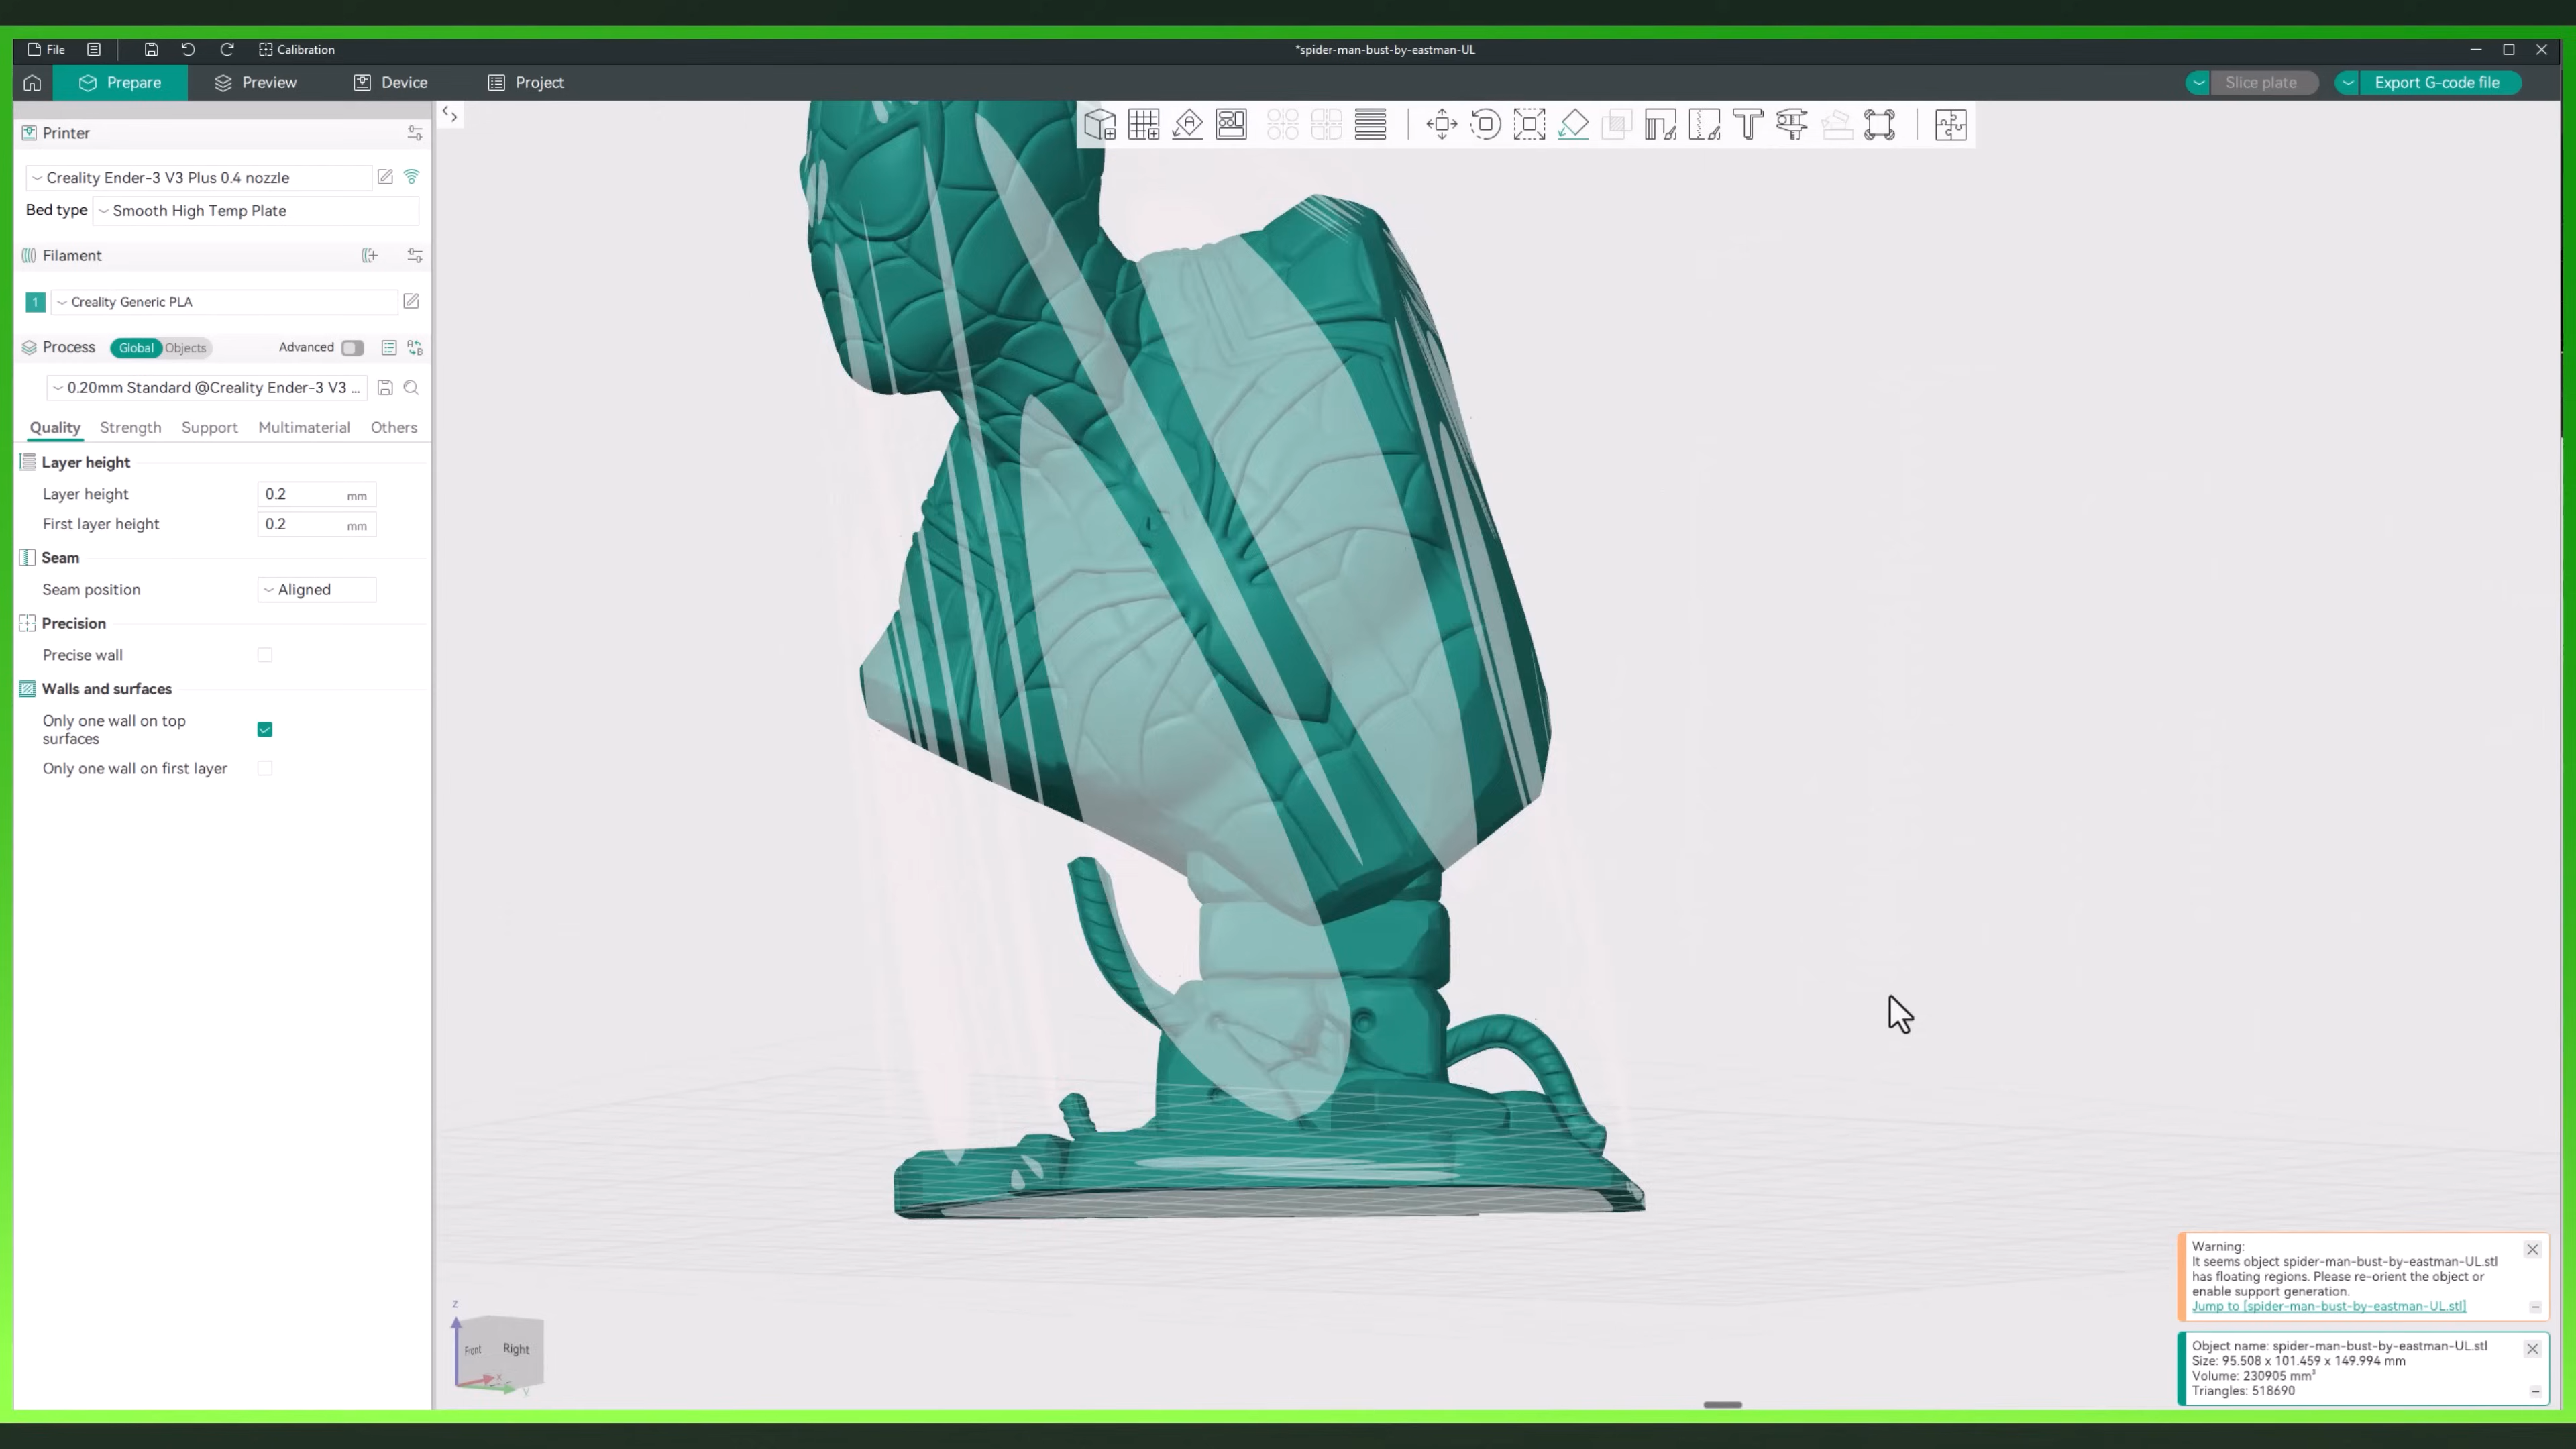 File
Calibration
*spider-man-bust-by-eastman-UL
Prepare
Preview
Device
Project
Slice plate
Export G-code file
Printer
Creality Ender-3 V3 Plus 0.4 nozzle
Bed type
Smooth High Temp Plate
Filament
1
Creality Generic PLA
Process
Global
Objects
Advanced
0.20mm Standard @Creality Ender-3 V3 ...
Quality
Strength
Support
Multimaterial
Others
Layer height
Layer height
0.2 mm
First layer height
0.2 mm
Seam
Seam position
Aligned
Precision
Precise wall
Walls and surfaces
Only one wall on top
surfaces
Only one wall on first layer
z
Front
Right
x
y
Warning:
It seems object spider-man-bust-by-eastman-UL.stl
has floating regions. Please re-orient the object or
enable support generation.
Jump to [spider-man-bust-by-eastman-UL.stl]
Object name: spider-man-bust-by-eastman-UL.stl
Size: 95.508 x 101.459 x 149.994 mm
Volume: 230905 mm³
Triangles: 518690